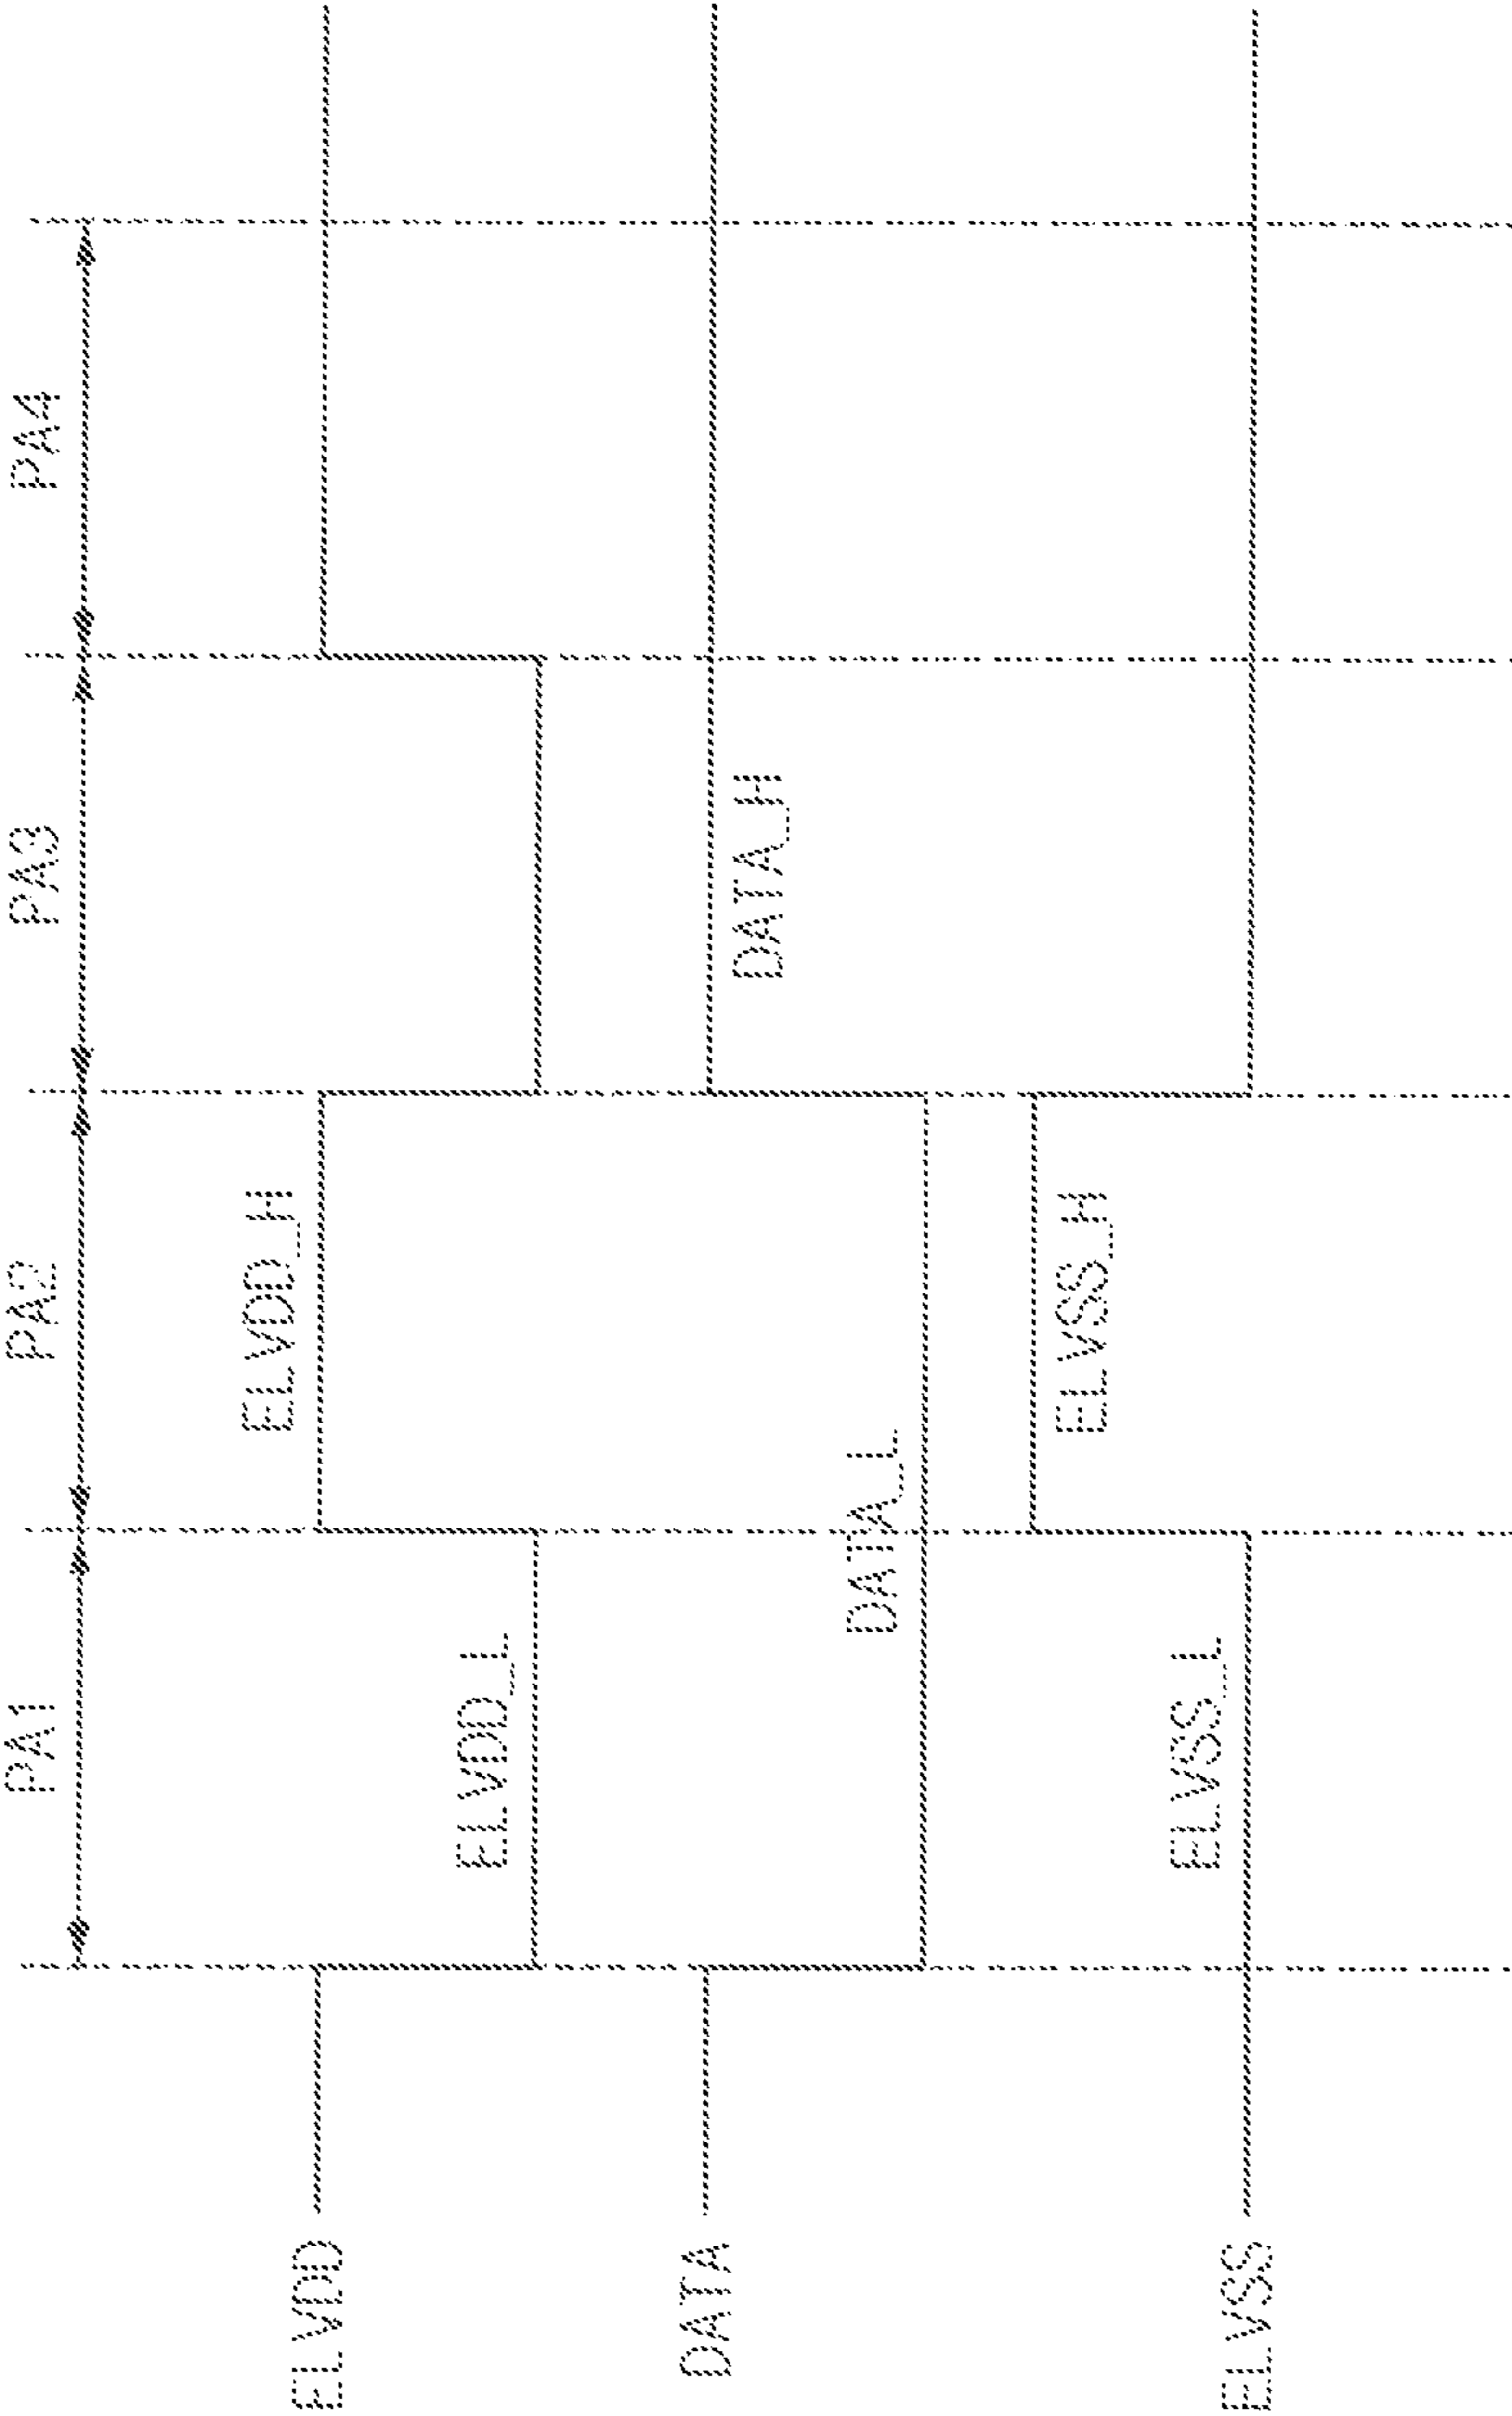 PA1 PA2 PA3 PA4
ELVDD
ELVDD_L
ELVDD_H
DATA
DATA_L
DATA_H
ELVSS
ELVSS_L
ELVSS_H